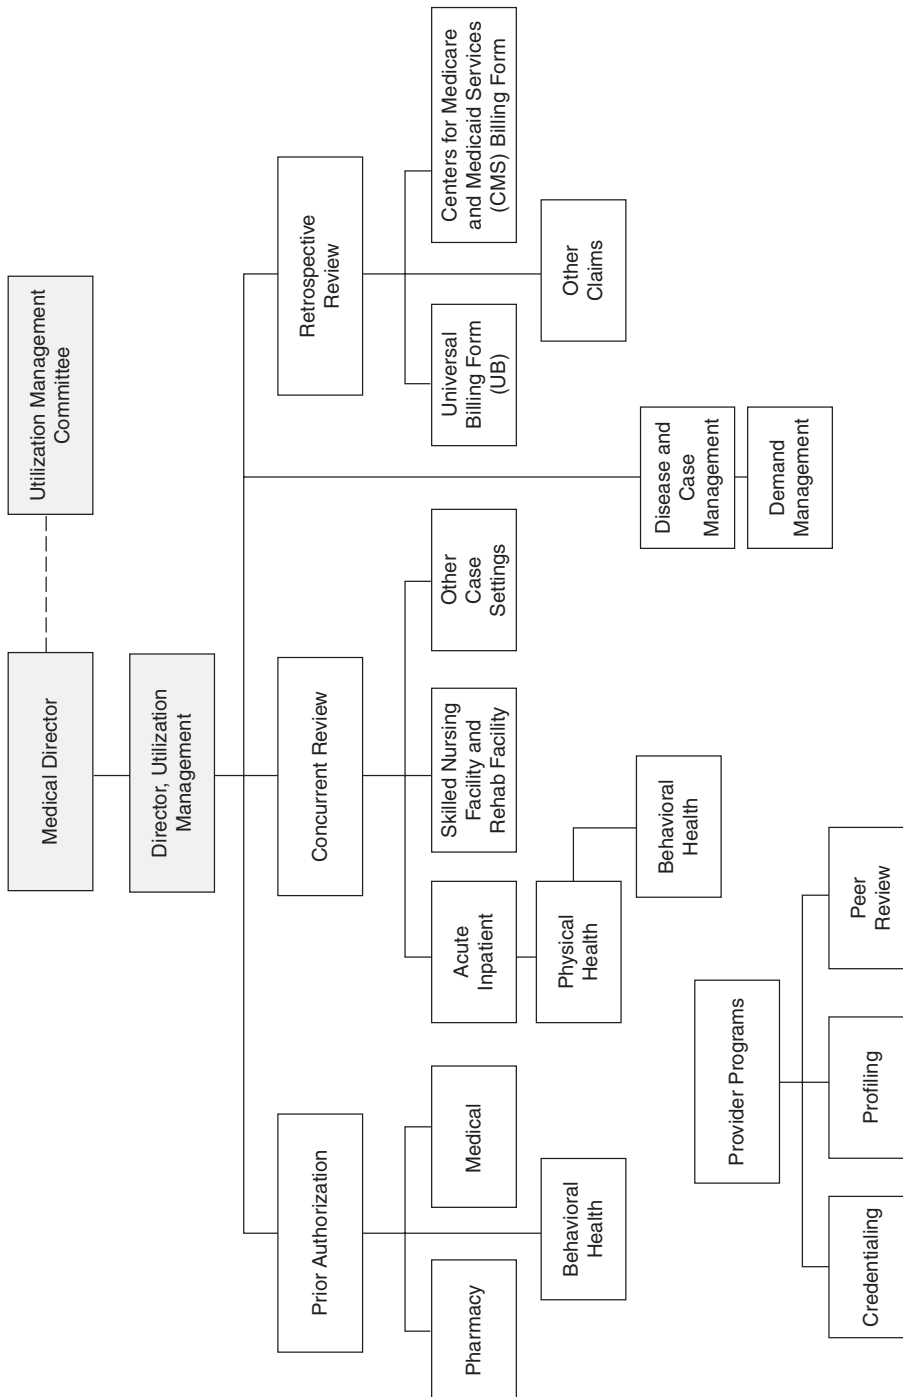 Medical Director
Utilization Management
Committee
Director, Utilization
Management
Prior Authorization
Concurrent Review
Retrospective
Review
Pharmacy
Medical
Behavioral
Health
Acute
Inpatient
Skilled Nursing
Facility and
Rehab Facility
Other
Case
Settings
Physical
Health
Behavioral
Health
Universal
Billing Form
(UB)
Centers for Medicare
and Medicaid Services
(CMS) Billing Form
Other
Claims
Disease and
Case
Management
Demand
Management
Provider Programs
Credentialing
Profiling
Peer
Review